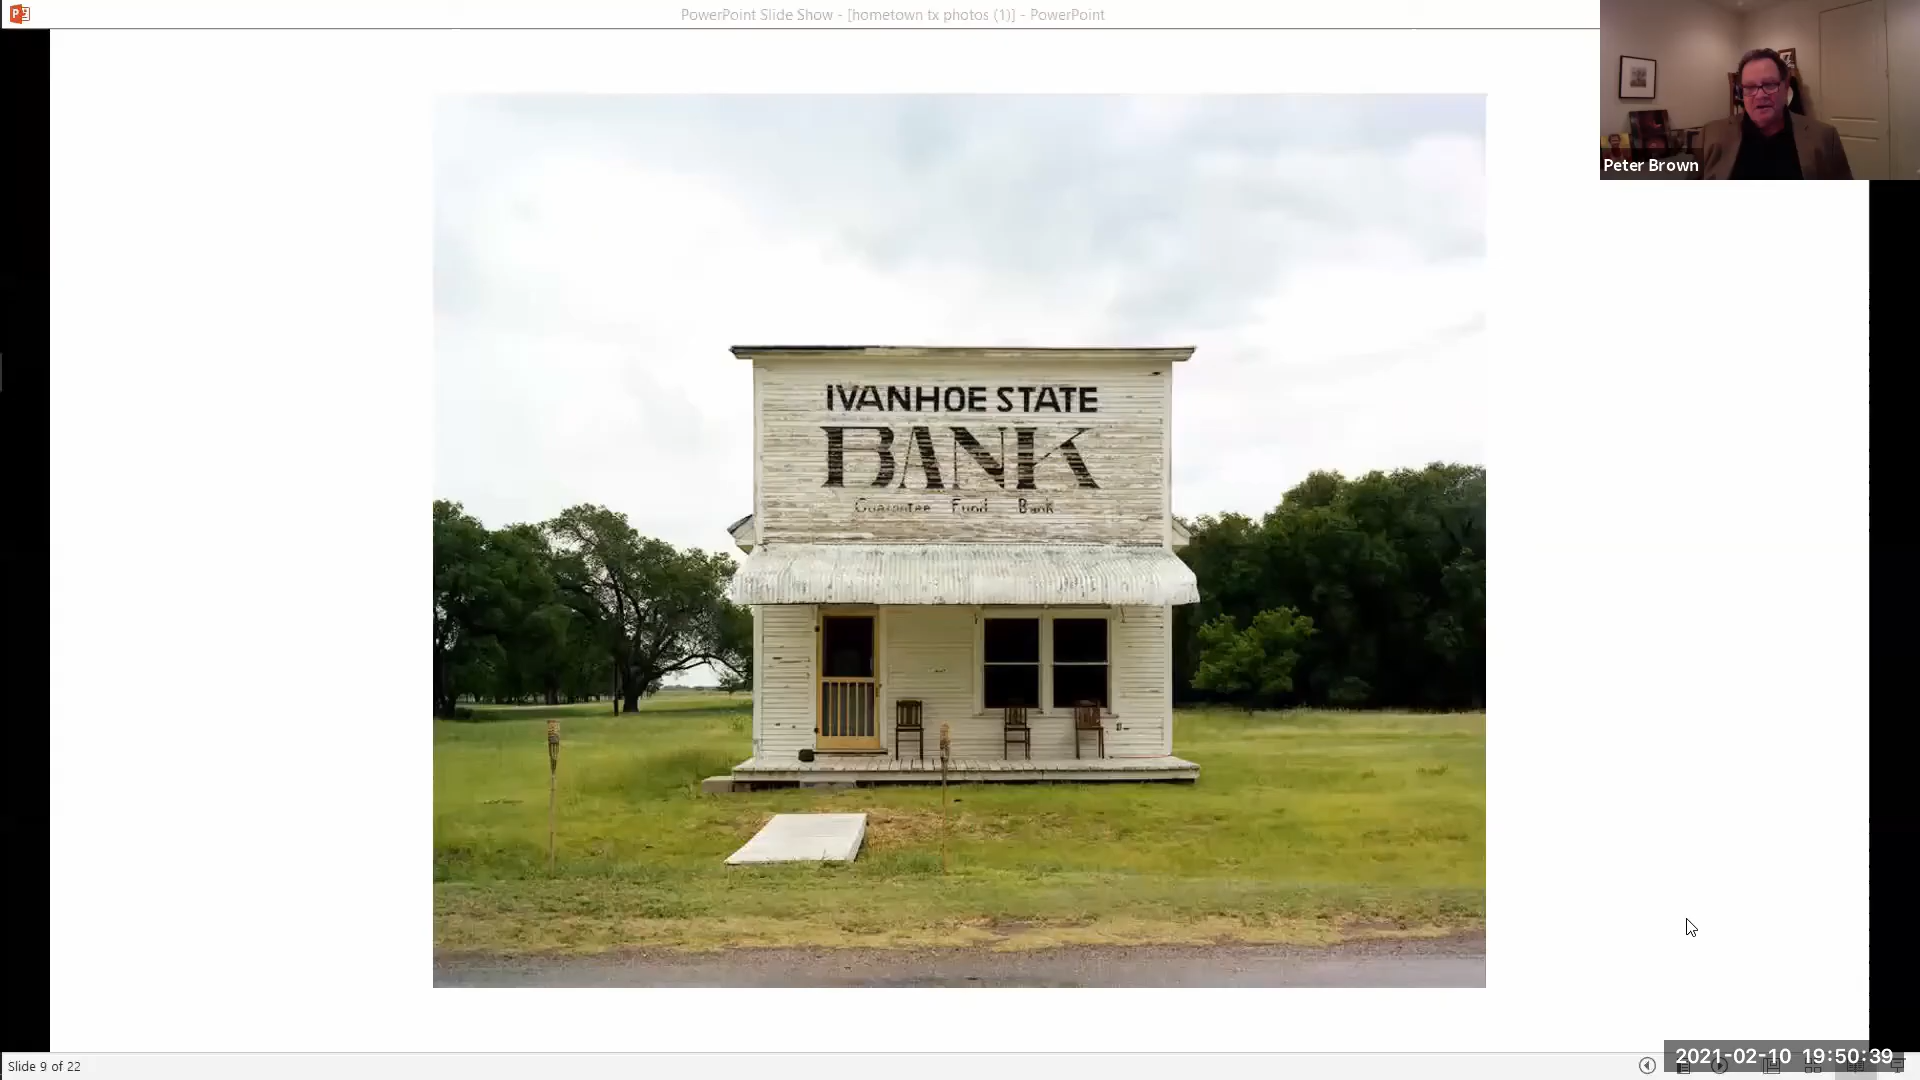 PowerPoint Slide Show - [hometown tx photos (1)] - PowerPoint
Peter Brown
IVANHOE STATE
BANK
Guarantee Fund Bank
Slide 9 of 22
2021-02-10 19:50:39